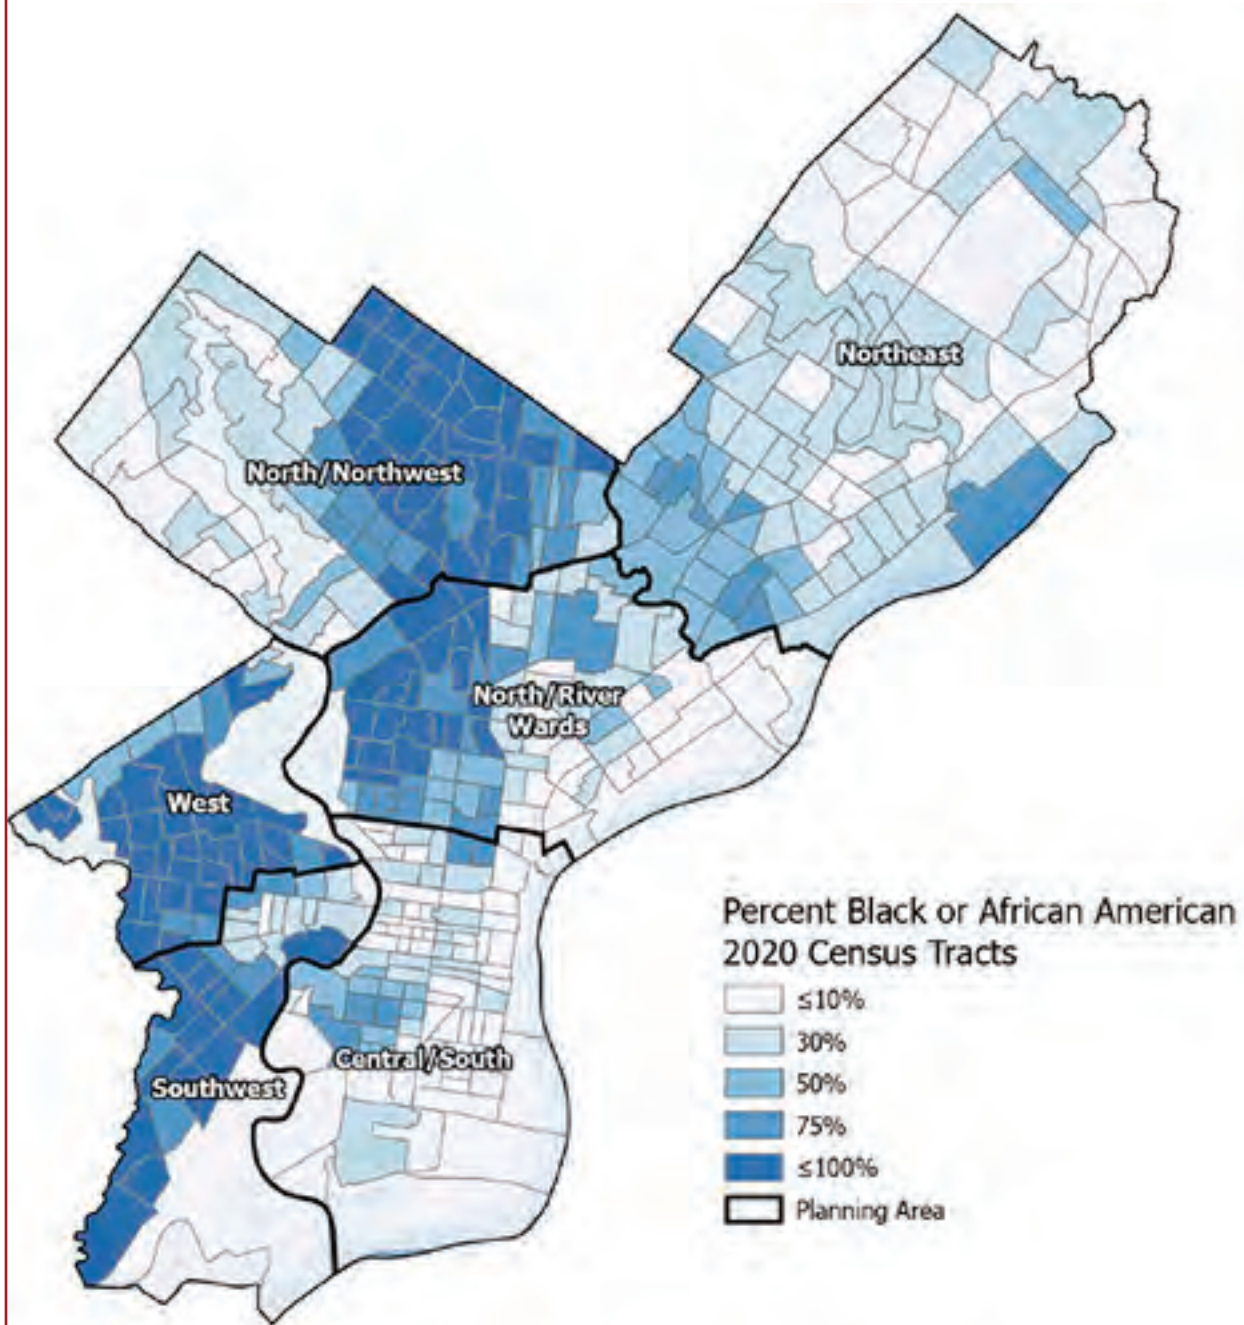 Northeast
North/Northwest
North/River
Wards
West
Central/South
Southwest
Percent Black or African American
2020 Census Tracts
≤10%
30%
50%
75%
≤100%
Planning Area